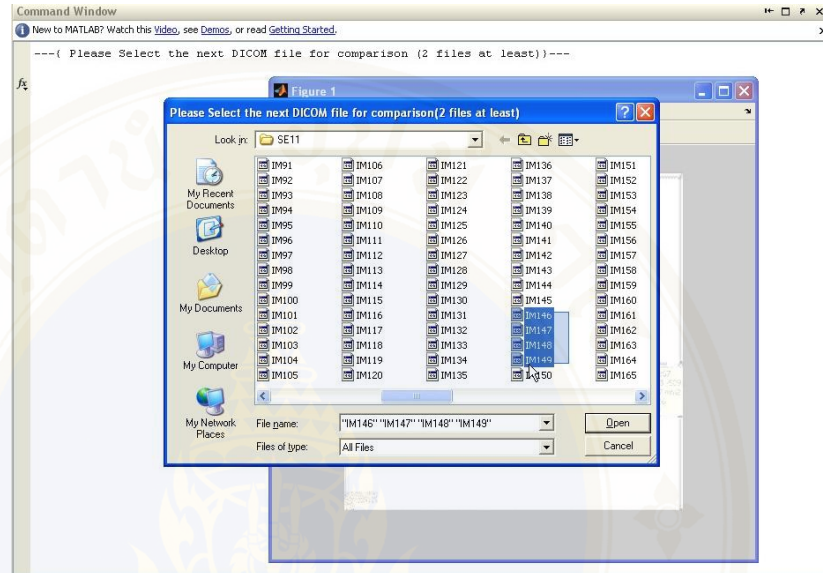 Command Window
New to MATLAB? Watch this Video, see Demos, or read Getting Started.
---( Please Select the next DICOM file for comparison (2 files at least))---
fx
Figure 1
Please Select the next DICOM file for comparison(2 files at least)
Look in: SE11
My Recent Documents
Desktop
My Documents
My Computer
My Network Places
IM91 IM106 IM121 IM136 IM151
IM92 IM107 IM122 IM137 IM152
IM93 IM108 IM123 IM138 IM153
IM94 IM109 IM124 IM139 IM154
IM95 IM110 IM125 IM140 IM155
IM96 IM111 IM126 IM141 IM156
IM97 IM112 IM127 IM142 IM157
IM98 IM113 IM128 IM143 IM158
IM99 IM114 IM129 IM144 IM159
IM100 IM115 IM130 IM145 IM160
IM101 IM116 IM131 IM146 IM161
IM102 IM117 IM132 IM147 IM162
IM103 IM118 IM133 IM148 IM163
IM104 IM119 IM134 IM149 IM164
IM105 IM120 IM135 IM150 IM165
File name: "IM146" "IM147" "IM148" "IM149" Open
Files of type: All Files Cancel